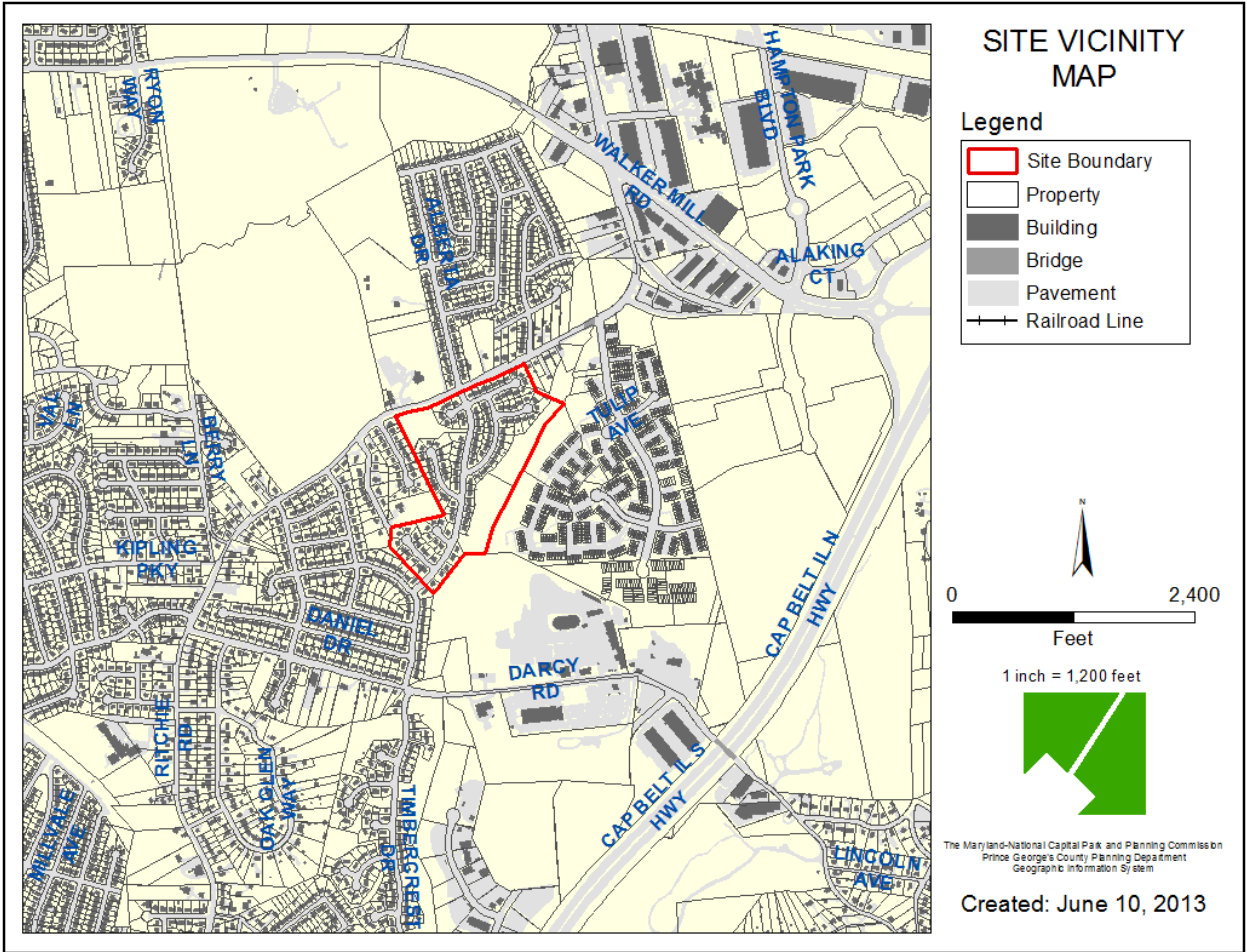 SITE VICINITY
MAP
Legend
Site Boundary
Property
Building
Bridge
Pavement
Railroad Line
N
0 2,400
Feet
1 inch = 1,200 feet
The Maryland-National Capital Park and Planning Commission
Prince George's County Planning Department
Geographic Information System
Created: June 10, 2013
RYON
WAY
HAMPTON PARK
BLVD
WALKER MILL
RD
ALBERTA
DR
ALAKING
CT
VAL
LN
BERRY
LN
TULIP
AVE
KIPLING
PKY
DANIEL
DR
CAP BELT IL N
HWY
DARCY
RD
RITCHIE
RD
OAK GLEN
WAY
CAP BELT IL S
HWY
MILLVALE
AVE
TIMBERCREST
DR
LINCOLN
AVE